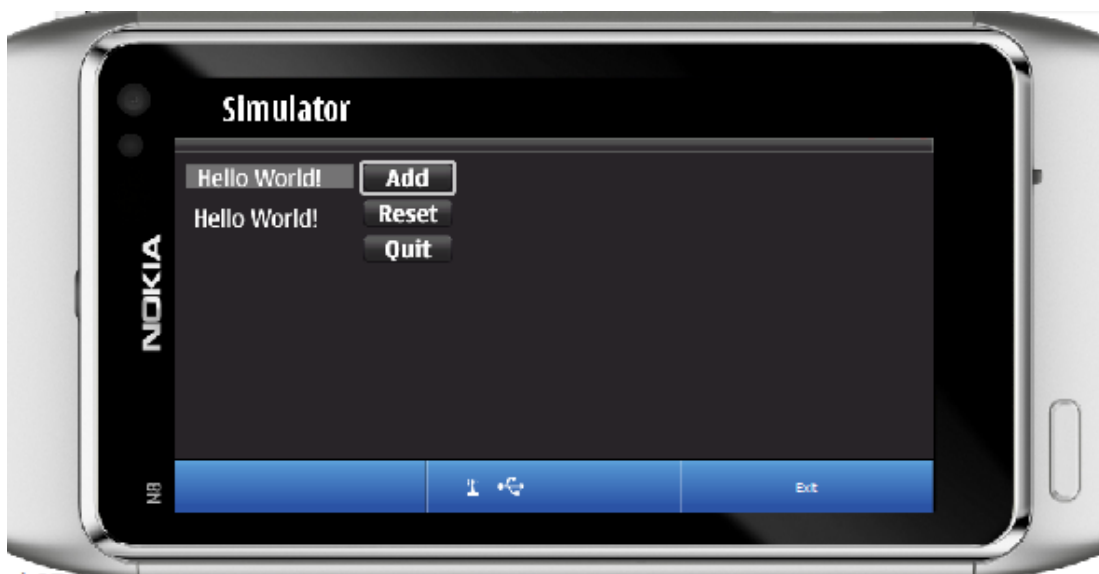 Simulator
Hello World! Add
Hello World! Reset
Quit
NOKIA
N8
Exit